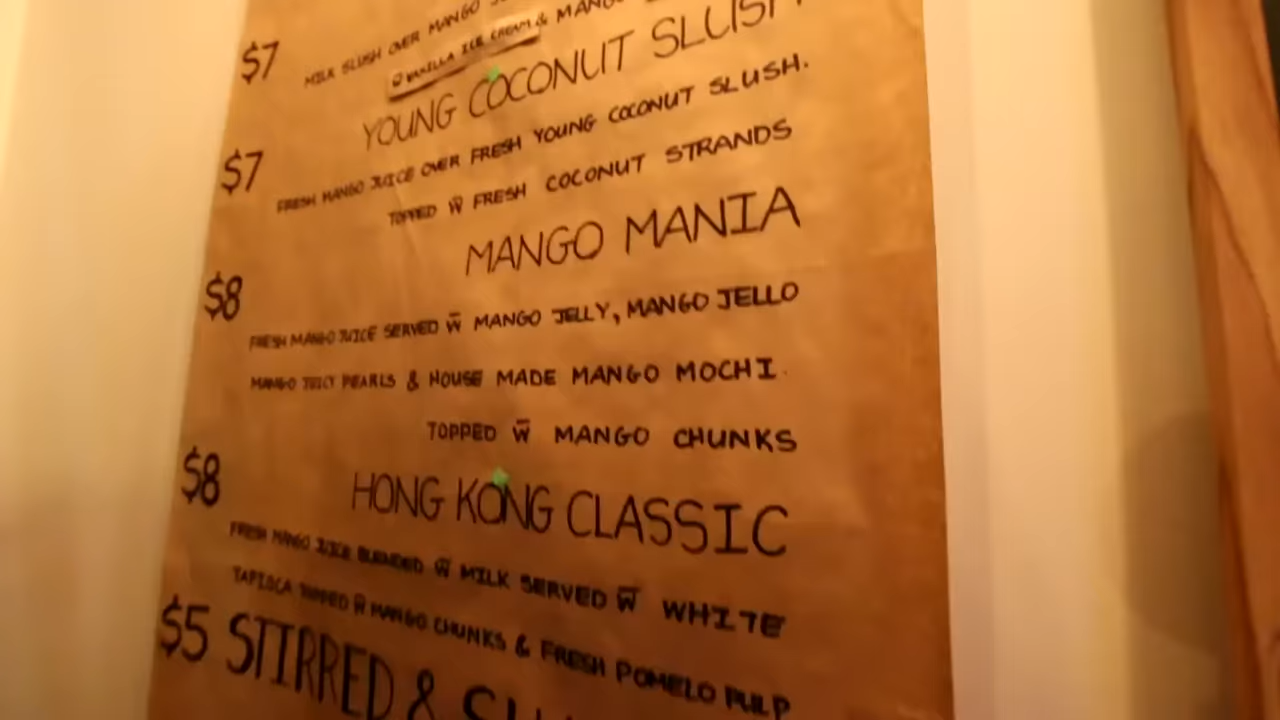 $7
MILK SLUSH OVER MANGO
W̅ VANILLA ICE CREAM & MANGO
YOUNG COCONUT SLUSH
$7
FRESH MANGO JUICE OVER FRESH YOUNG COCONUT SLUSH.
TOPPED W̅ FRESH COCONUT STRANDS
MANGO MANIA
$8
FRESH MANGO JUICE SERVED W̅ MANGO JELLY, MANGO JELLO
MANGO JUICY PEARLS & HOUSE MADE MANGO MOCHI.
TOPPED W̅ MANGO CHUNKS
$8
HONG KONG CLASSIC
FRESH MANGO JUICE BLENDED W̅ MILK SERVED W̅ WHITE
TAPIOCA TOPPED W̅ MANGO CHUNKS & FRESH POMELO PULP
$5 STIRRED &